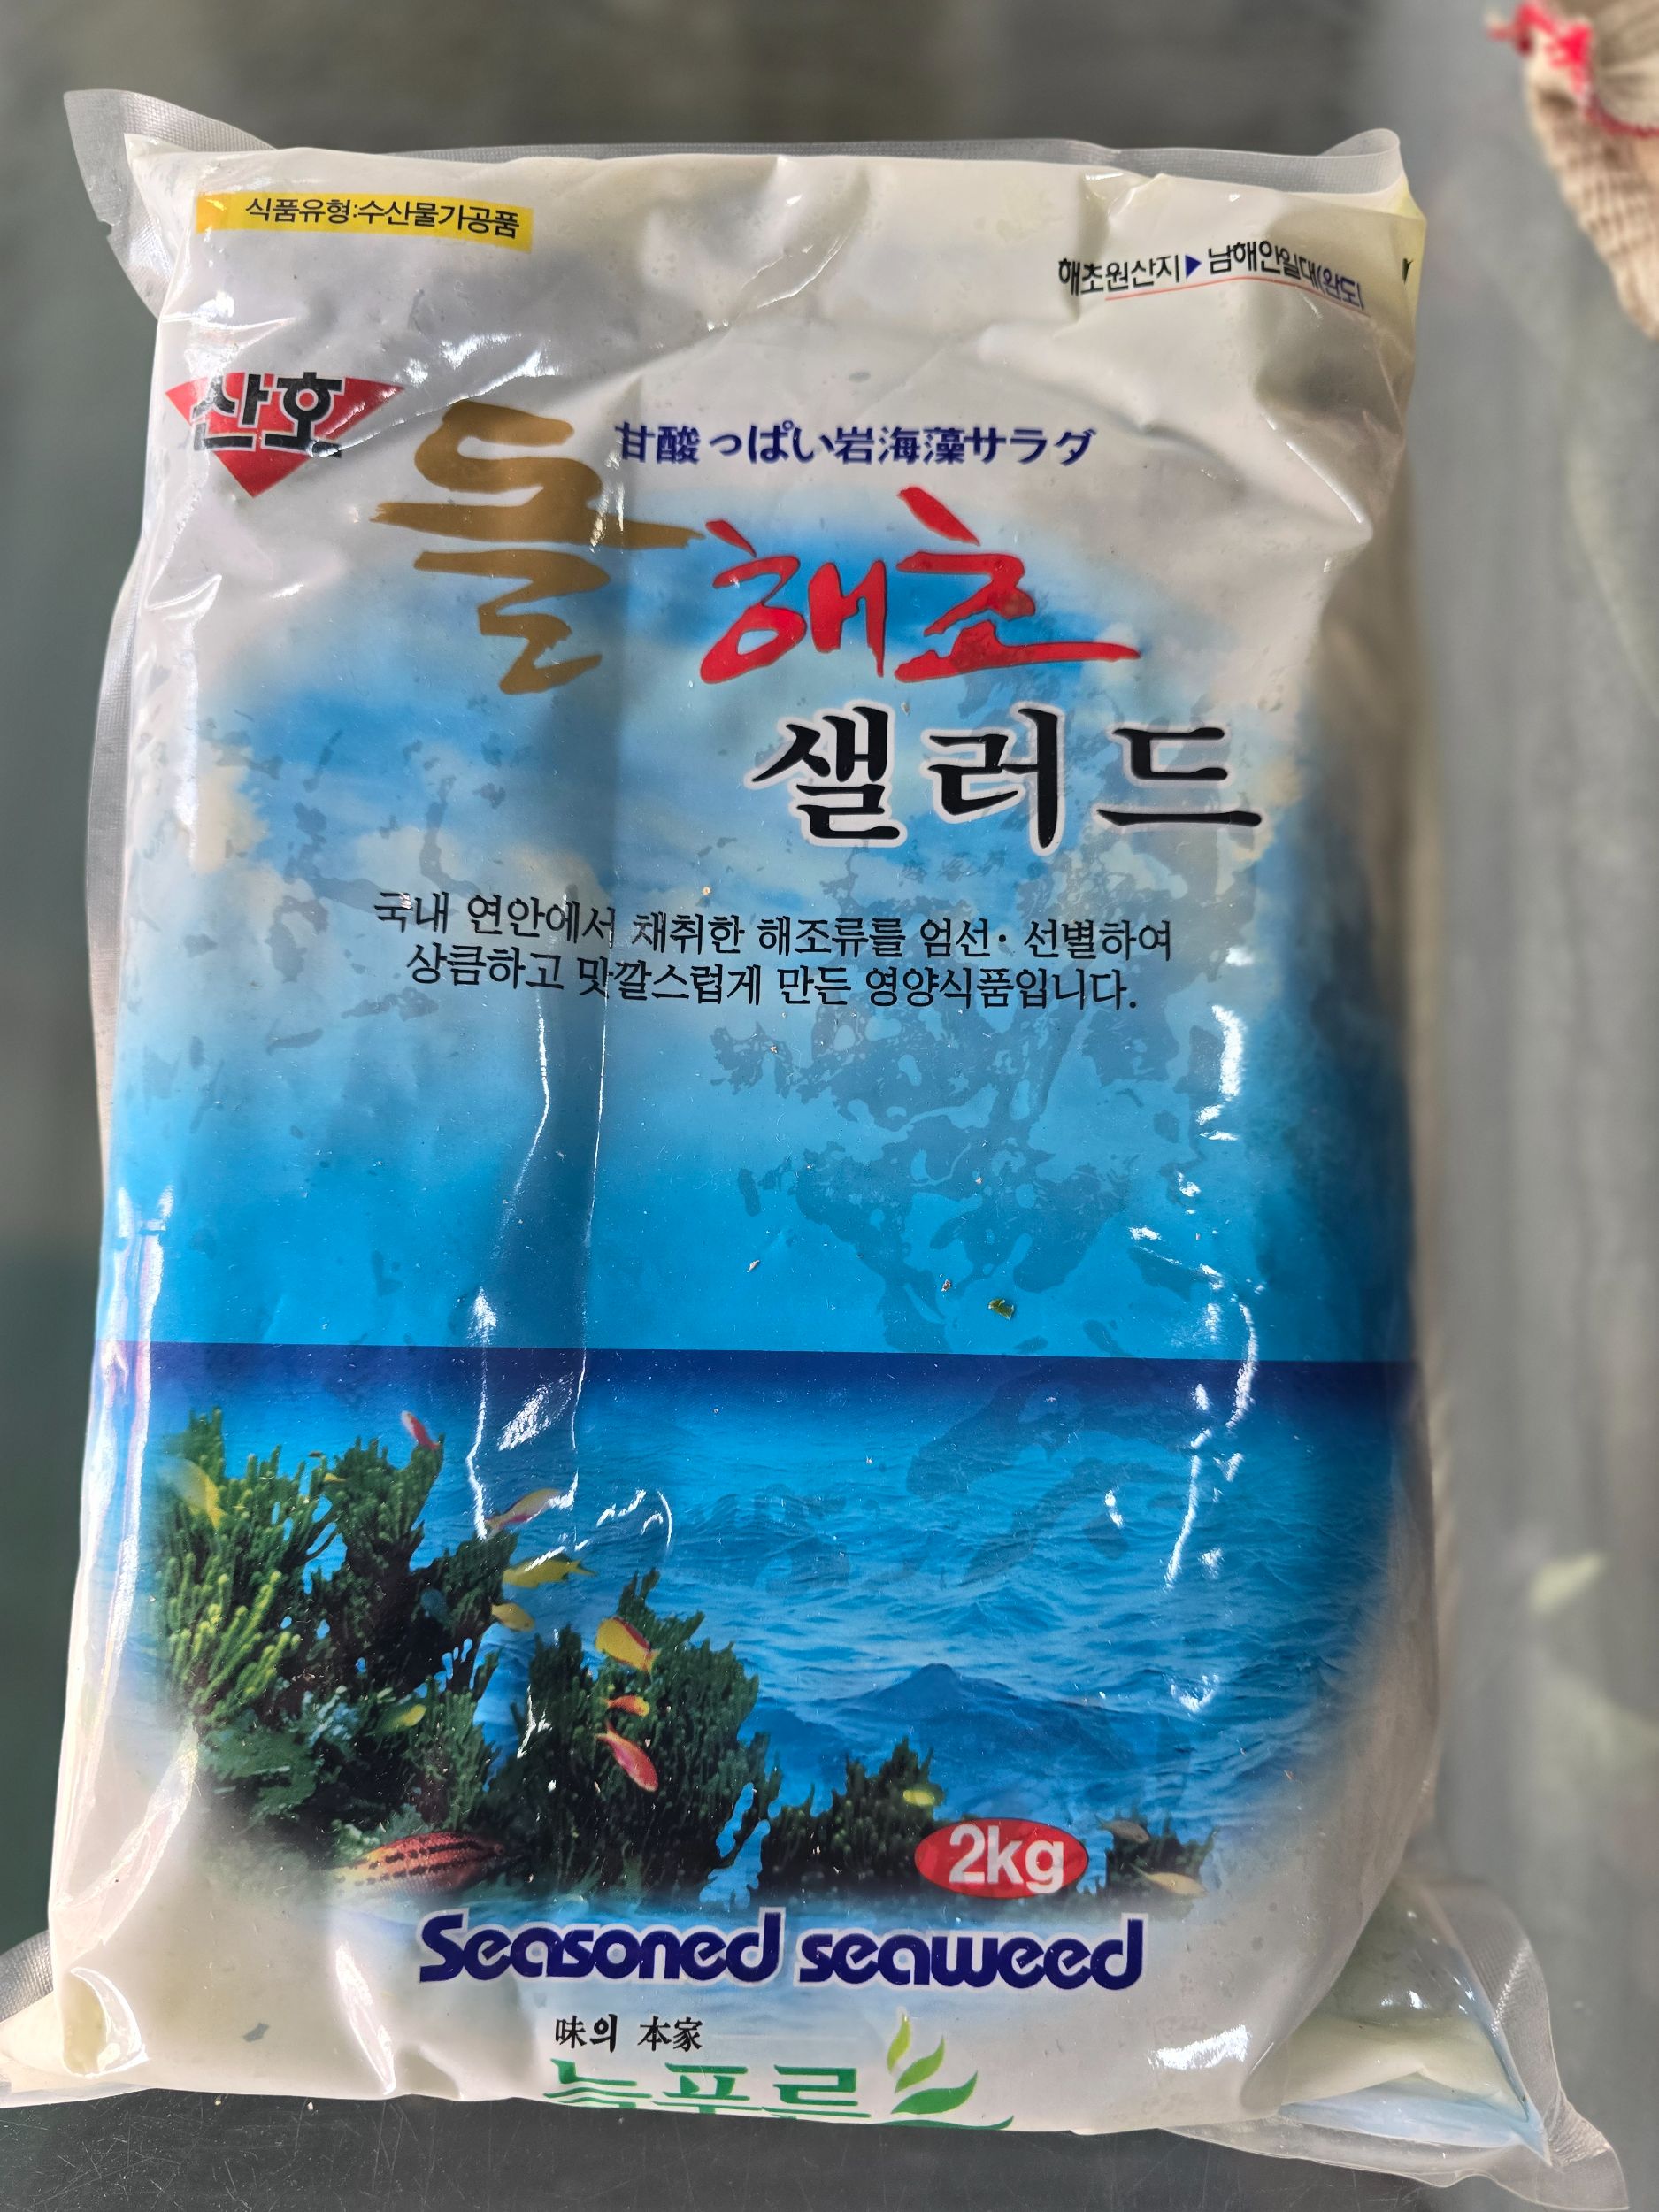 식품유형:수산물가공품
해초원산지▶남해안일대(완도)
산호
甘酸っぱい岩海藻サラダ
돌해초
샐러드
국내 연안에서 채취한 해조류를 엄선· 선별하여
상큼하고 맛깔스럽게 만든 영양식품입니다.
2kg
Seasoned seaweed
味의 本家
늘푸른